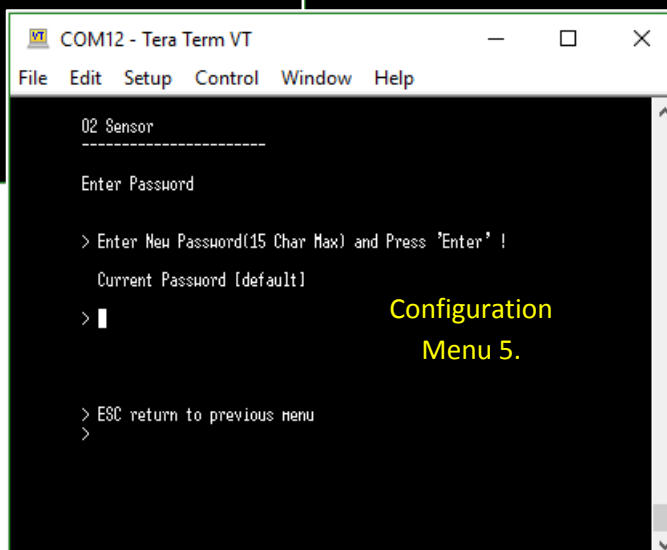 COM12 - Tera Term VT
File Edit Setup Control Window Help
O2 Sensor
-----------------------
Enter Password
> Enter New Password(15 Char Max) and Press 'Enter' !
Current Password [default]
>
Configuration
Menu 5.
> ESC return to previous menu
>